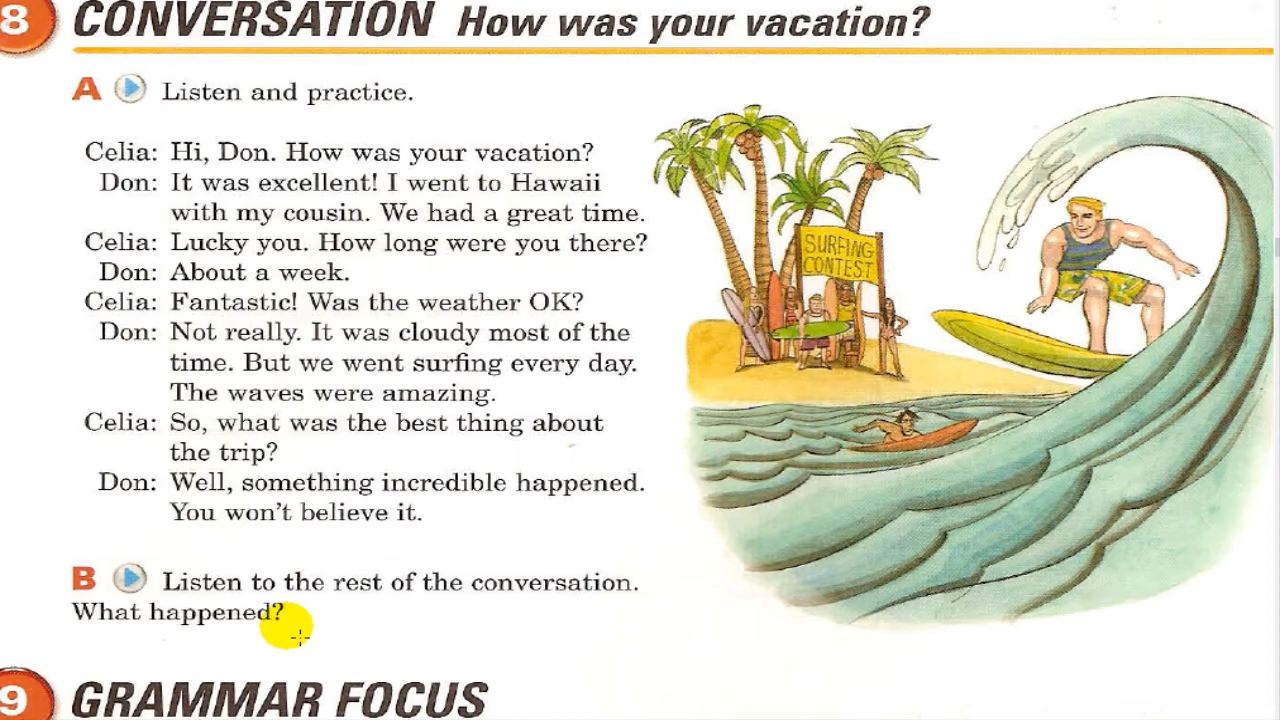 8 CONVERSATION How was your vacation?
A Listen and practice.
Celia: Hi, Don. How was your vacation?
Don: It was excellent! I went to Hawaii
with my cousin. We had a great time.
Celia: Lucky you. How long were you there?
Don: About a week.
Celia: Fantastic! Was the weather OK?
Don: Not really. It was cloudy most of the
time. But we went surfing every day.
The waves were amazing.
Celia: So, what was the best thing about
the trip?
Don: Well, something incredible happened.
You won't believe it.
SURFING
CONTEST
B Listen to the rest of the conversation.
What happened?
9 GRAMMAR FOCUS